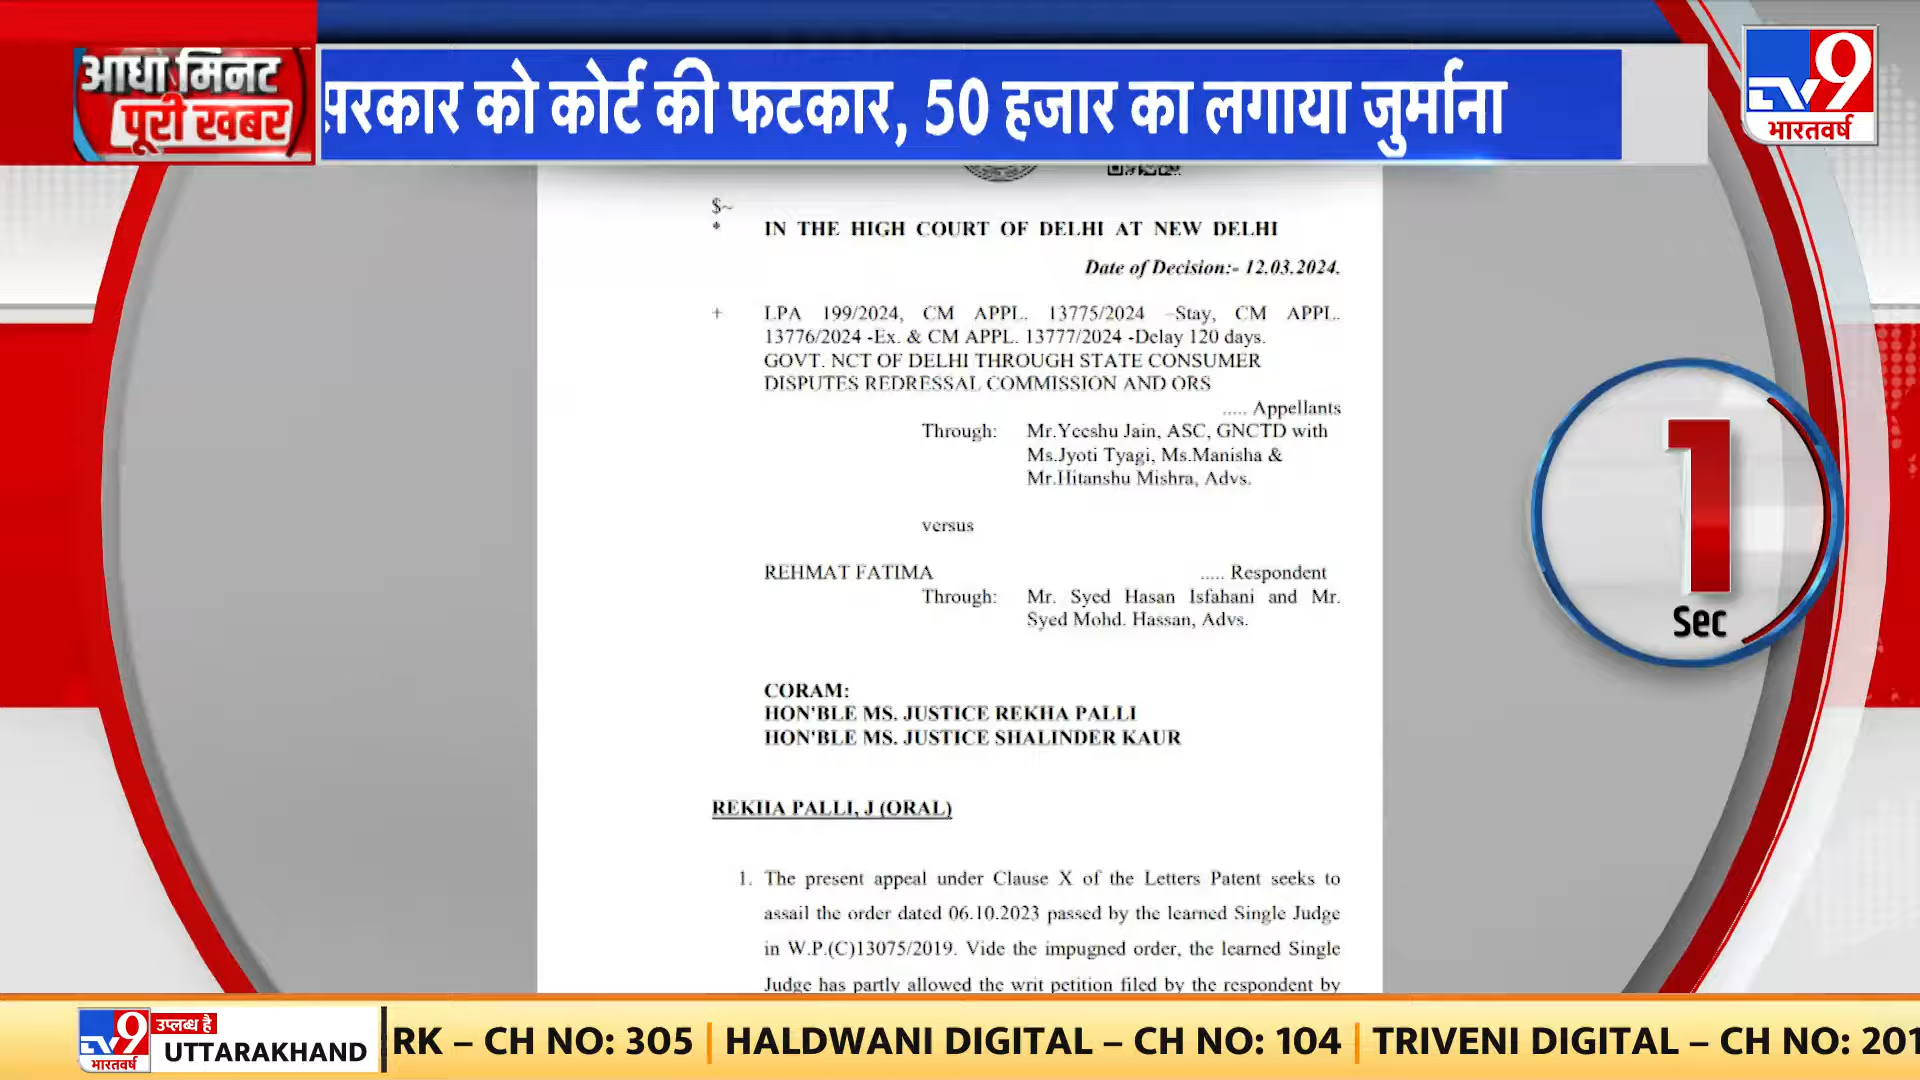 आधा मिनट
पूरी खबर
सरकार को कोर्ट की फटकार, 50 हजार का लगाया जुर्माना
TV9
भारतवर्ष
$~
* IN THE HIGH COURT OF DELHI AT NEW DELHI
Date of Decision:- 12.03.2024.
+ LPA 199/2024, CM APPL. 13775/2024 –Stay, CM APPL.
13776/2024 -Ex. & CM APPL. 13777/2024 -Delay 120 days.
GOVT. NCT OF DELHI THROUGH STATE CONSUMER
DISPUTES REDRESSAL COMMISSION AND ORS
..... Appellants
Through: Mr.Yeeshu Jain, ASC, GNCTD with
Ms.Jyoti Tyagi, Ms.Manisha &
Mr.Hitanshu Mishra, Advs.
versus
REHMAT FATIMA ..... Respondent
Through: Mr. Syed Hasan Isfahani and Mr.
Syed Mohd. Hassan, Advs.
CORAM:
HON'BLE MS. JUSTICE REKHA PALLI
HON'BLE MS. JUSTICE SHALINDER KAUR
REKHA PALLI, J (ORAL)
1. The present appeal under Clause X of the Letters Patent seeks to
assail the order dated 06.10.2023 passed by the learned Single Judge
in W.P.(C)13075/2019. Vide the impugned order, the learned Single
Judge has partly allowed the writ petition filed by the respondent by
1
Sec
TV9
भारतवर्ष
उपलब्ध है
UTTARAKHAND
RK – CH NO: 305 | HALDWANI DIGITAL – CH NO: 104 | TRIVENI DIGITAL – CH NO: 201